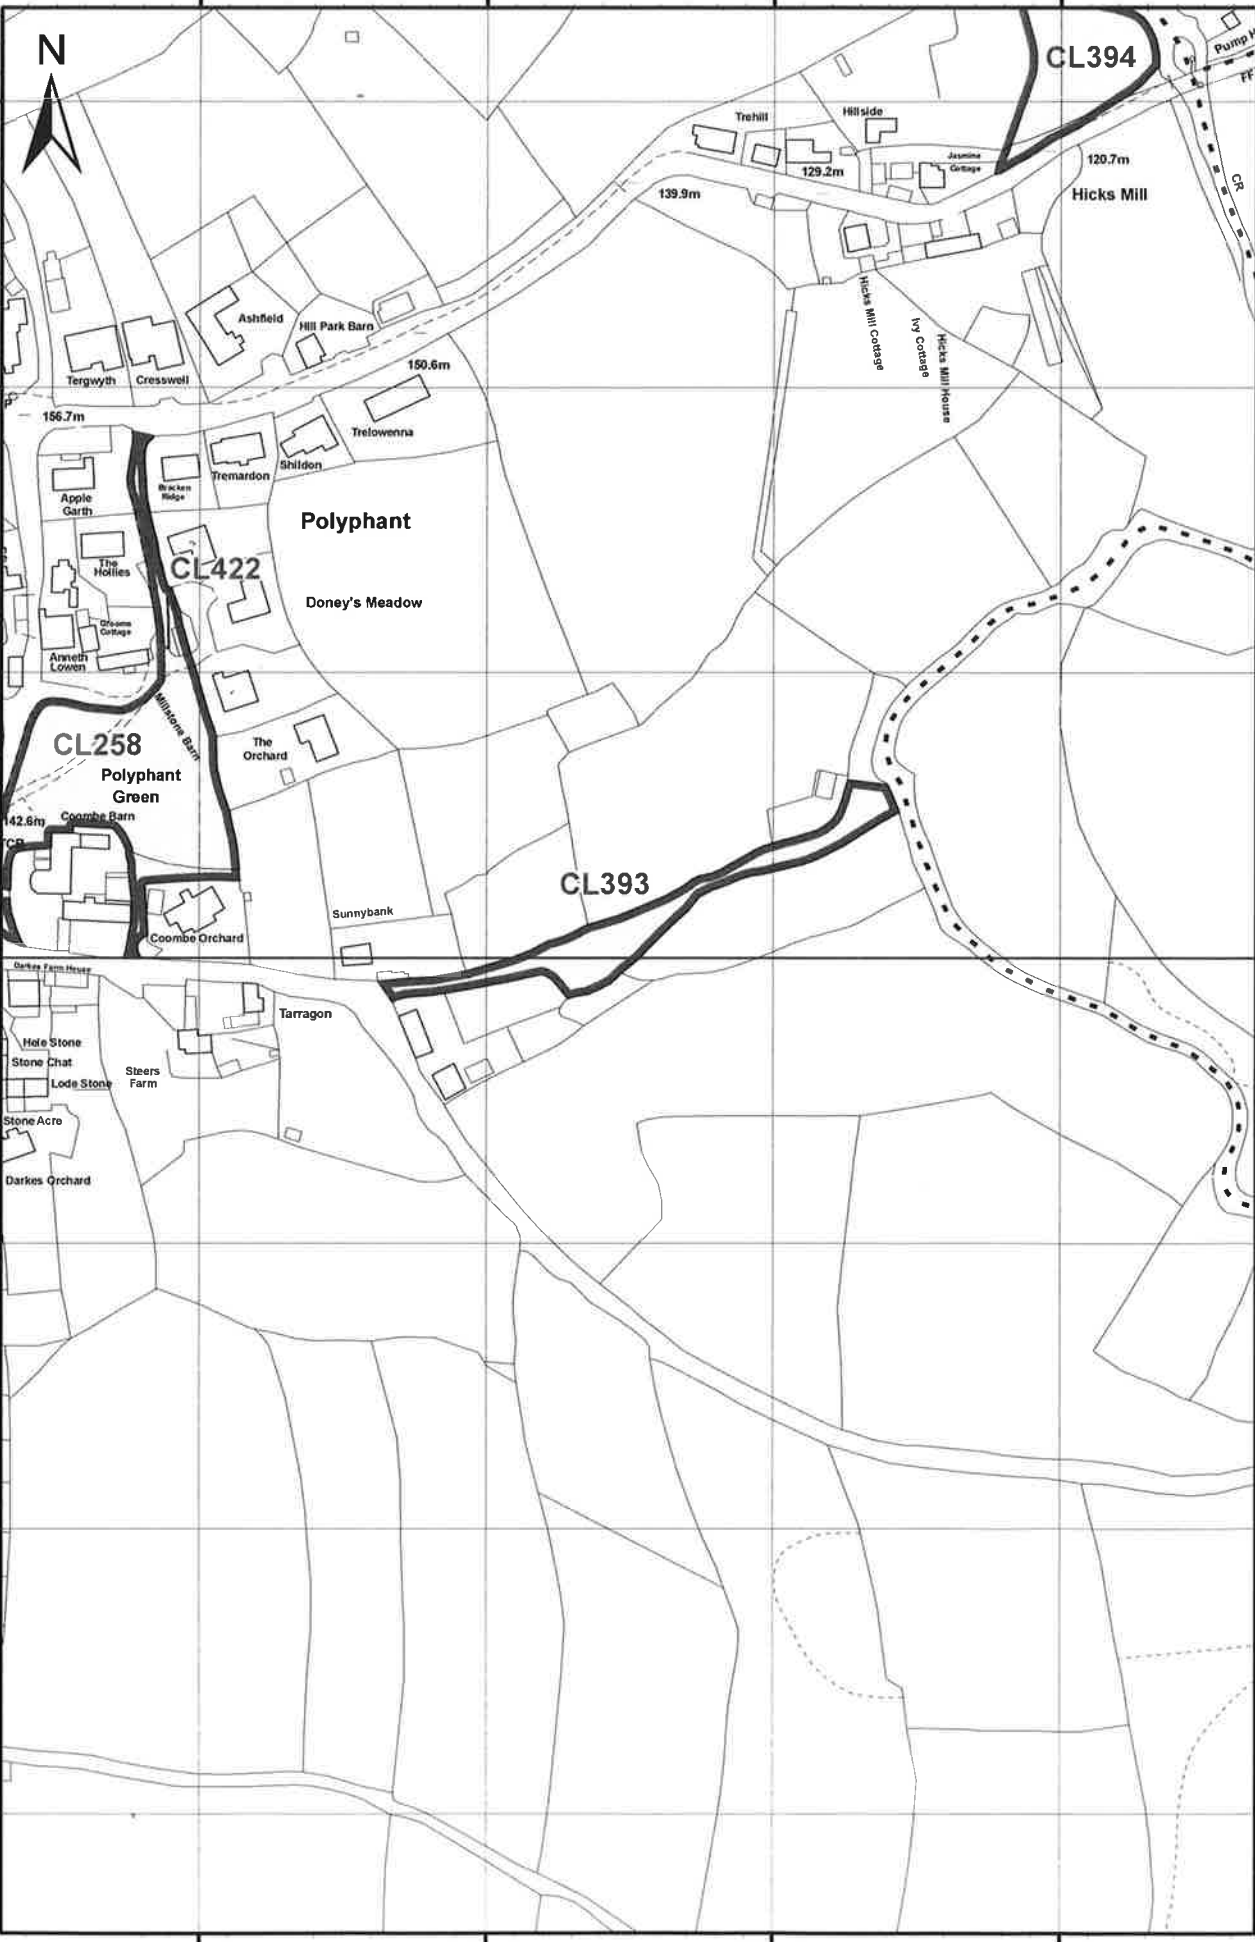 N
CL394
Pump H
FF
Trehill
Hillside
Jasmine
Cottage
129.2m
120.7m
139.9m
Hicks Mill
CR
Ashfield
Hill Park Barn
Hicks Mill Cottage
Ivy Cottage
Hicks Mill House
Tergwyth
Cresswell
150.6m
156.7m
Trelowenna
Shildon
Tremardon
Bracken
Ridge
Apple
Garth
Polyphant
The
Hollies
CL422
Doney's Meadow
Grooms
Cottage
Anneth
Lowen
Millstone Barn
CL258
The
Orchard
Polyphant
Green
Coombe Barn
142.6m
TCB
CL393
Sunnybank
Coombe Orchard
Darkes Farm House
Tarragon
Hele Stone
Stone Chat
Steers
Farm
Lode Stone
Stone Acre
Darkes Orchard